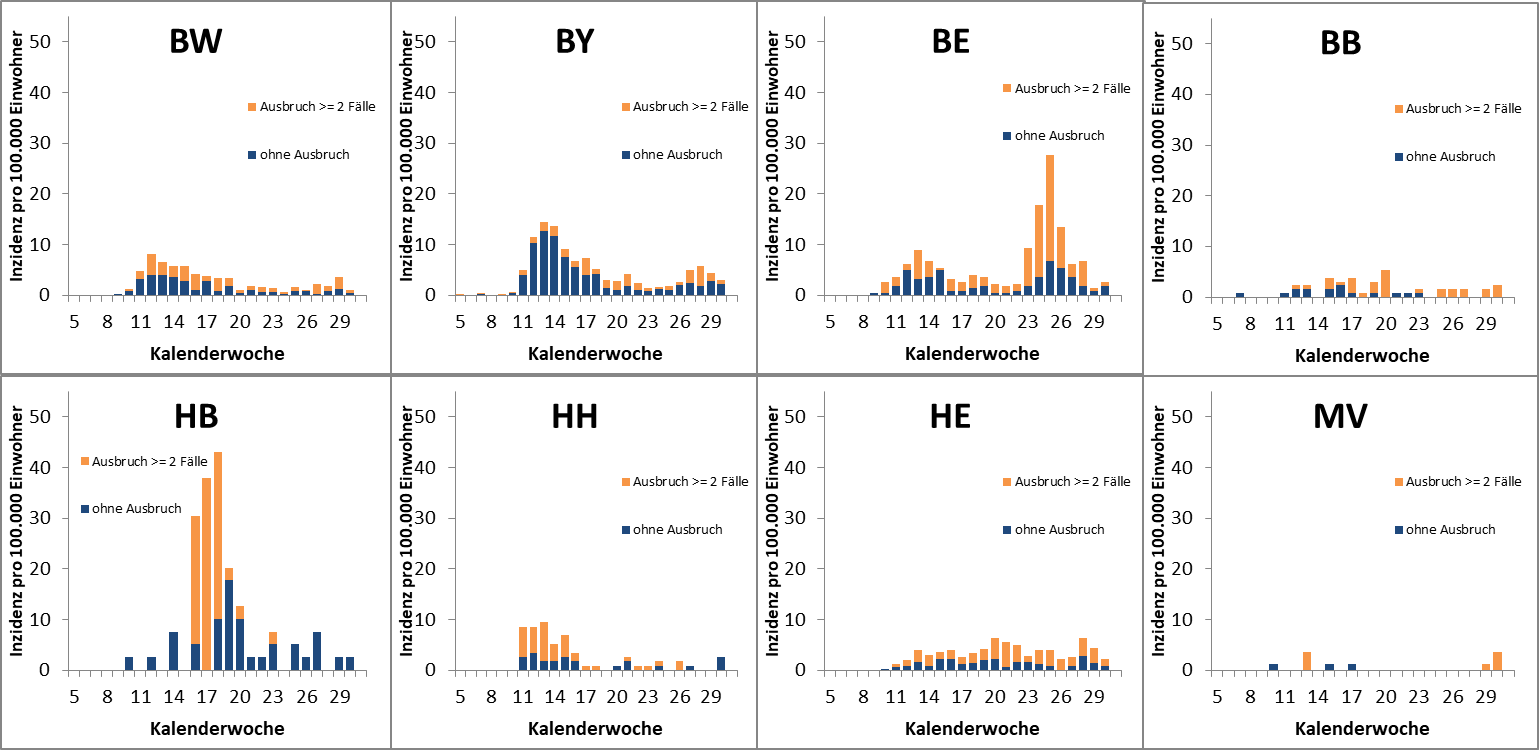 BW
Inzidenz pro 100.000 Einwohner
50
40
30
20
10
0
Ausbruch >= 2 Fälle
ohne Ausbruch
5 8 11 14 17 20 23 26 29
Kalenderwoche
BY
Inzidenz pro 100.000 Einwohner
50
40
30
20
10
0
Ausbruch >= 2 Fälle
ohne Ausbruch
5 8 11 14 17 20 23 26 29
Kalenderwoche
BE
Inzidenz pro 100.000 Einwohner
50
40
30
20
10
0
Ausbruch >= 2 Fälle
ohne Ausbruch
5 8 11 14 17 20 23 26 29
Kalenderwoche
BB
Inzidenz pro 100.000 Einwohner
50
40
30
20
10
0
Ausbruch >= 2 Fälle
ohne Ausbruch
5 8 11 14 17 20 23 26 29
Kalenderwoche
HB
Inzidenz pro 100.000 Einwohner
50
40
30
20
10
0
Ausbruch >= 2 Fälle
ohne Ausbruch
5 8 11 14 17 20 23 26 29
Kalenderwoche
HH
Inzidenz pro 100.000 Einwohner
50
40
30
20
10
0
Ausbruch >= 2 Fälle
ohne Ausbruch
5 8 11 14 17 20 23 26 29
Kalenderwoche
HE
Inzidenz pro 100.000 Einwohner
50
40
30
20
10
0
Ausbruch >= 2 Fälle
ohne Ausbruch
5 8 11 14 17 20 23 26 29
Kalenderwoche
MV
Inzidenz pro 100.000 Einwohner
50
40
30
20
10
0
Ausbruch >= 2 Fälle
ohne Ausbruch
5 8 11 14 17 20 23 26 29
Kalenderwoche